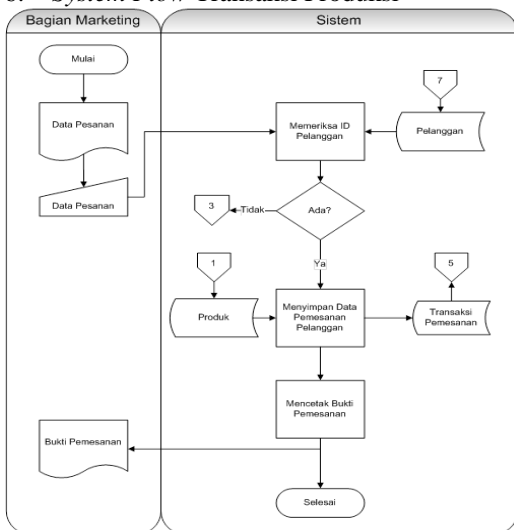 System Flow Transaksi Produksi
Bagian Marketing
Sistem
Mulai
7
Data Pesanan
Memeriksa ID
Pelanggan
Pelanggan
Data Pesanan
3
Tidak
Ada?
Ya
1
5
Produk
Menyimpan Data
Pemesanan
Pelanggan
Transaksi
Pemesanan
Mencetak Bukti
Pemesanan
Bukti Pemesanan
Selesai